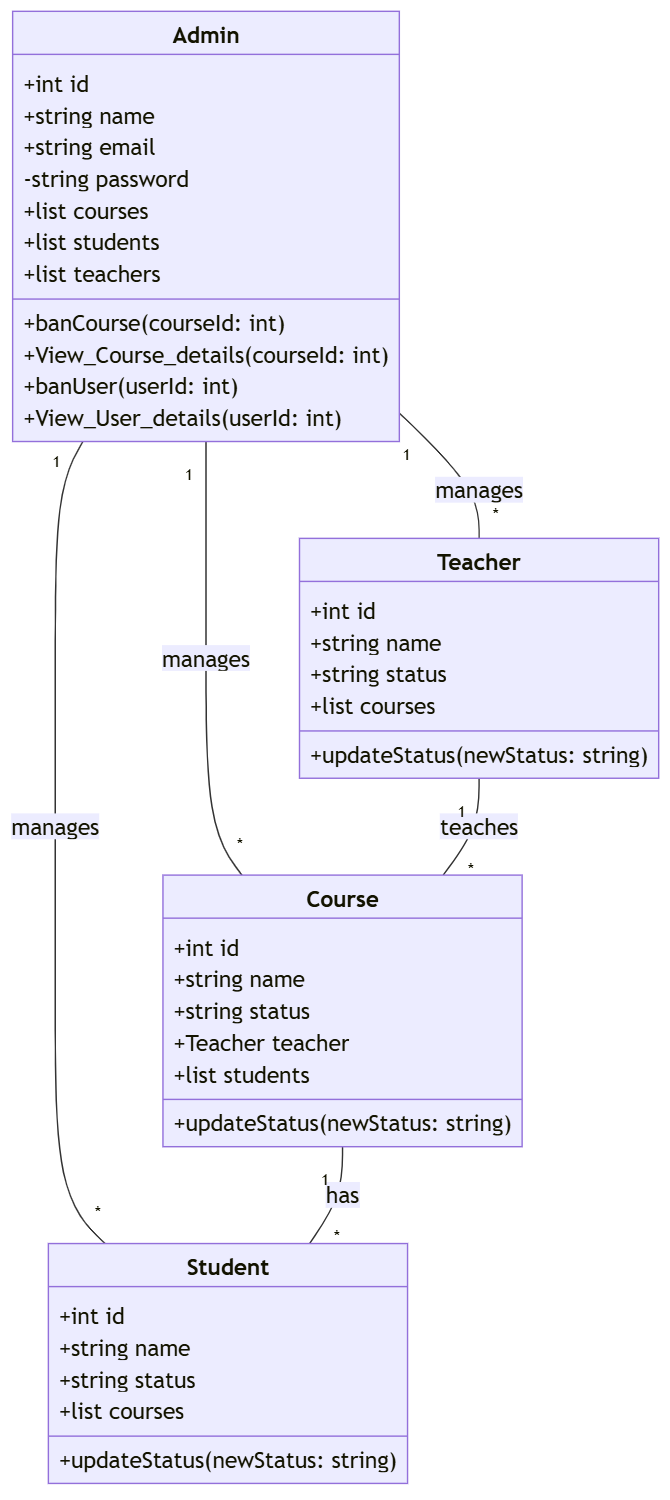 Admin
+int id
+string name
+string email
-string password
+list courses
+list students
+list teachers
+banCourse(courseId: int)
+View_Course_details(courseId: int)
+banUser(userId: int)
+View_User_details(userId: int)
1
1
1
manages
*
Teacher
+int id
+string name
+string status
+list courses
+updateStatus(newStatus: string)
manages
1
manages
teaches
*
*
Course
+int id
+string name
+string status
+Teacher teacher
+list students
+updateStatus(newStatus: string)
1
has
*
*
Student
+int id
+string name
+string status
+list courses
+updateStatus(newStatus: string)